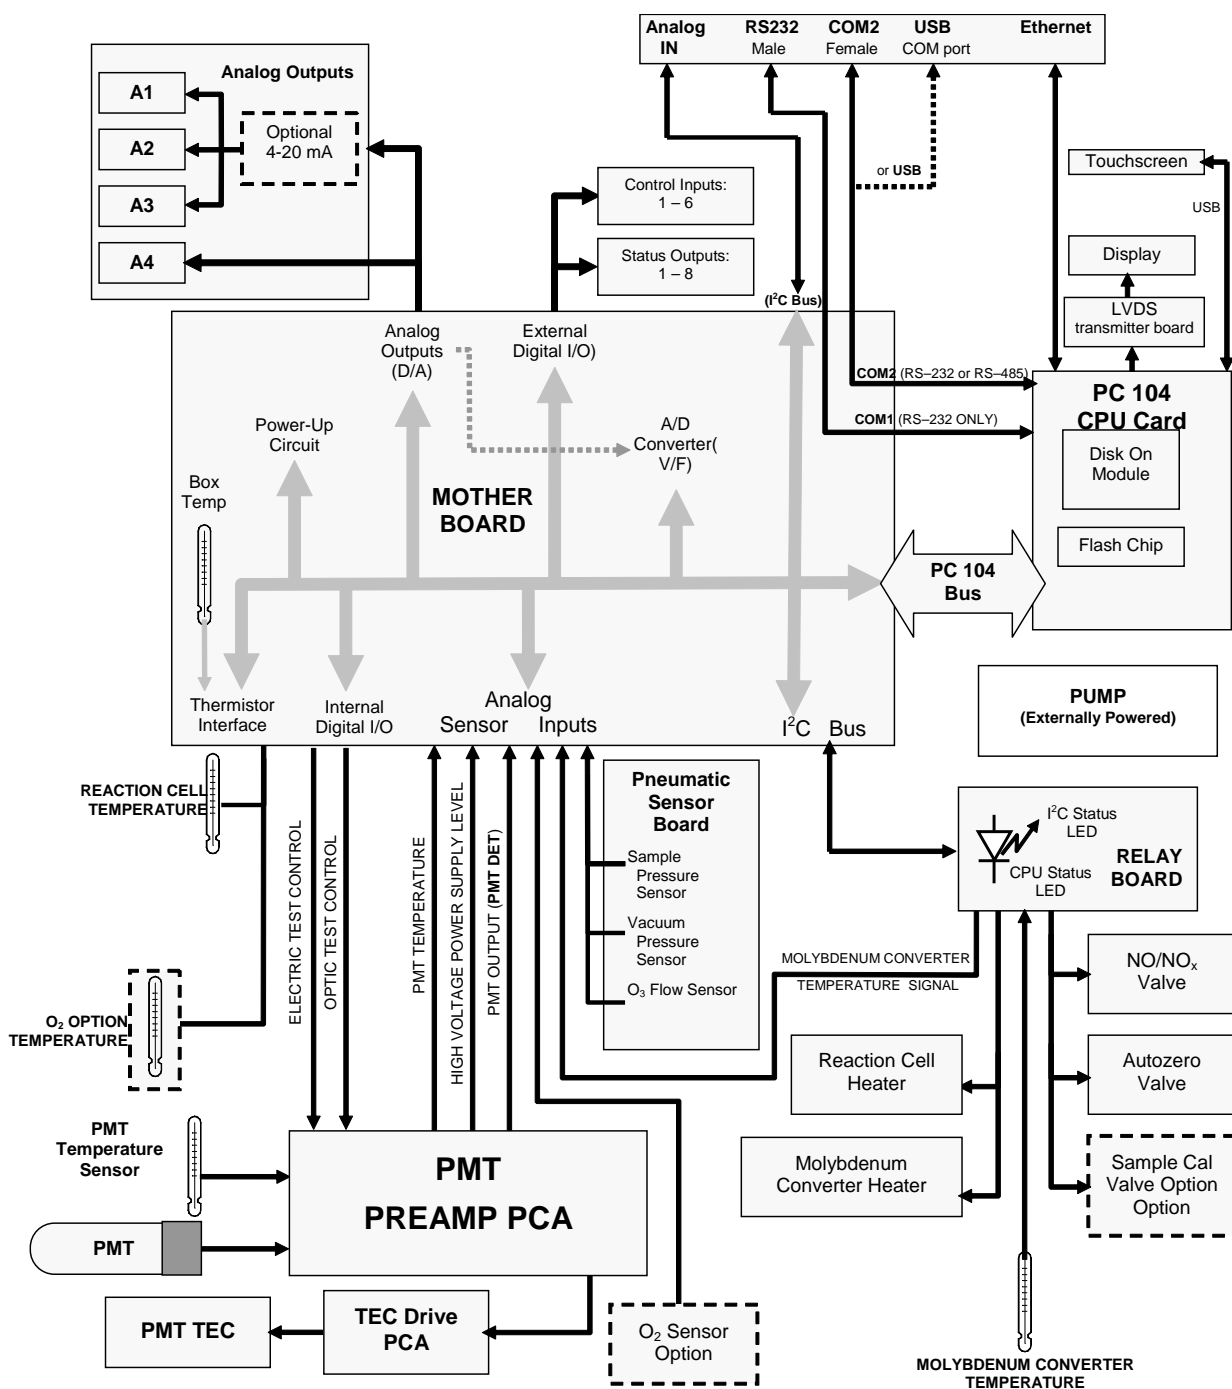 Analog
IN
RS232
Male
COM2
Female
USB
COM port
Ethernet
Analog Outputs
A1
A2
A3
A4
Optional
4-20 mA
Control Inputs:
1 – 6
Status Outputs:
1 – 8
or USB
Touchscreen
USB
Display
LVDS
transmitter board
(I²C Bus)
Analog
Outputs
(D/A)
External
Digital I/O)
COM2 (RS–232 or RS–485)
COM1 (RS–232 ONLY)
PC 104
CPU Card
Disk On
Module
Flash Chip
Power-Up
Circuit
A/D
Converter(
V/F)
Box
Temp
MOTHER
BOARD
PC 104
Bus
Thermistor
Interface
Internal
Digital I/O
Analog
Sensor Inputs
I²C Bus
PUMP
(Externally Powered)
REACTION CELL
TEMPERATURE
ELECTRIC TEST CONTROL
OPTIC TEST CONTROL
PMT TEMPERATURE
HIGH VOLTAGE POWER SUPPLY LEVEL
PMT OUTPUT (PMT DET)
Pneumatic
Sensor
Board
Sample
Pressure
Sensor
Vacuum
Pressure
Sensor
O₃ Flow Sensor
I²C Status
LED
RELAY
BOARD
CPU Status
LED
MOLYBDENUM CONVERTER
TEMPERATURE SIGNAL
NO/NOₓ
Valve
Autozero
Valve
Sample Cal
Valve Option
Option
Reaction Cell
Heater
Molybdenum
Converter Heater
O₂ OPTION
TEMPERATURE
PMT
Temperature
Sensor
PMT
PMT
PREAMP PCA
PMT TEC
TEC Drive
PCA
O₂ Sensor
Option
MOLYBDENUM CONVERTER
TEMPERATURE